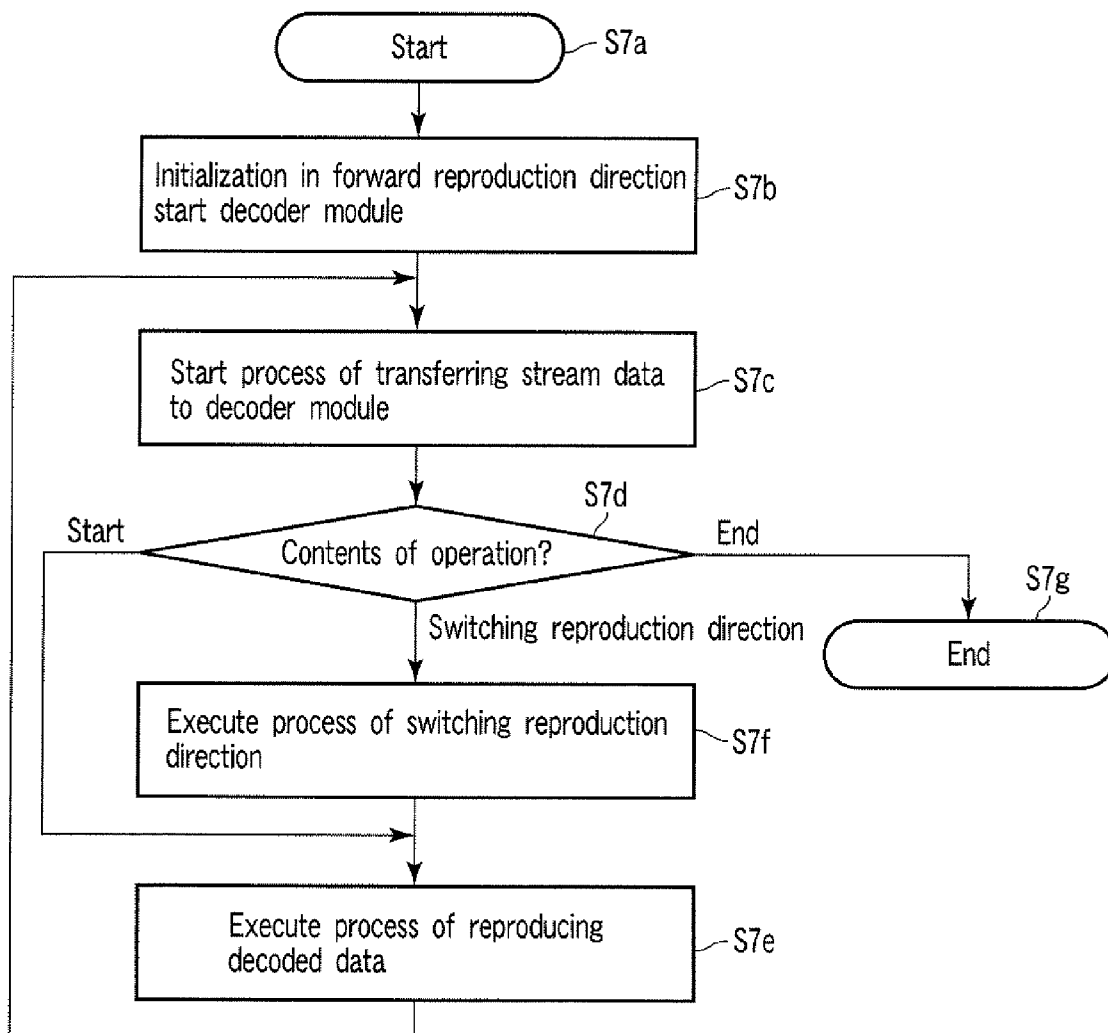 Start
S7a
Initialization in forward reproduction direction
start decoder module
S7b
Start process of transferring stream data
to decoder module
S7c
S7d
Start
Contents of operation?
End
S7g
Switching reproduction direction
End
Execute process of switching reproduction
direction
S7f
Execute process of reproducing
decoded data
S7e